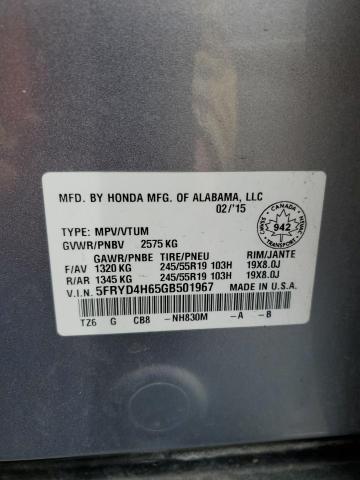 MFD. BY HONDA MFG. OF ALABAMA, LLC
02/'15
TYPE: MPV/VTUM
GVWR/PNBV 2575 KG
GAWR/PNBE TIRE/PNEU RIM/JANTE
F/AV 1320 KG 245/55R19 103H 19X8.0J
R/AR 1345 KG 245/55R19 103H 19X8.0J
V.I.N. 5FRYD4H65GB501967 MADE IN U.S.A.
TZ6 G CB8 -NH830M -A -B
CANADA
942
TRANSPORT